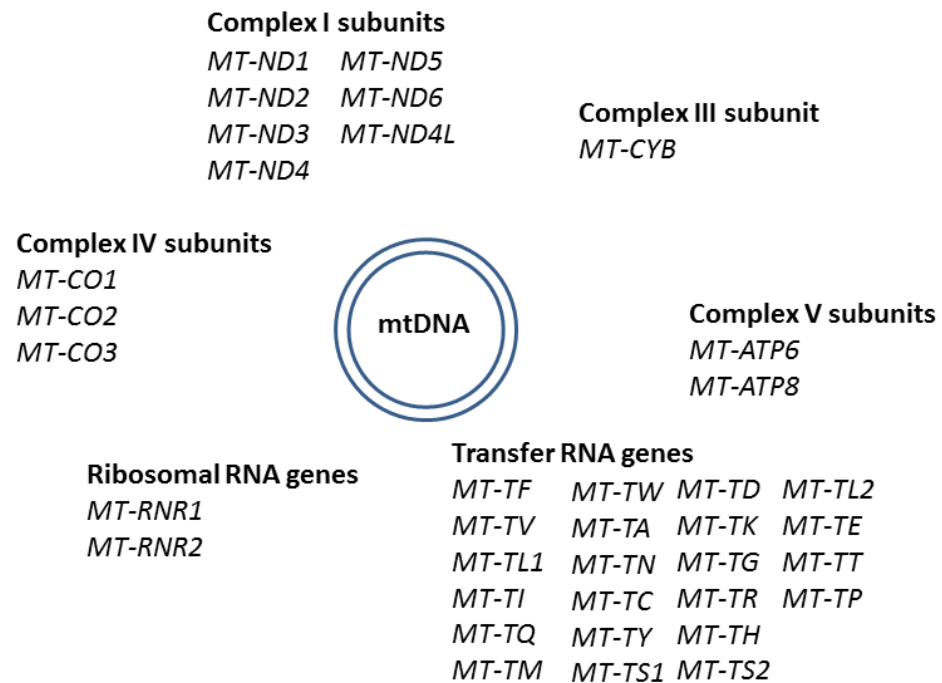 Complex I subunits
MT-ND1 MT-ND5
MT-ND2 MT-ND6
MT-ND3 MT-ND4L
MT-ND4
Complex III subunit
MT-CYB
Complex IV subunits
MT-CO1
MT-CO2
MT-CO3
mtDNA
Complex V subunits
MT-ATP6
MT-ATP8
Ribosomal RNA genes
MT-RNR1
MT-RNR2
Transfer RNA genes
MT-TF MT-TW MT-TD MT-TL2
MT-TV MT-TA MT-TK MT-TE
MT-TL1 MT-TN MT-TG MT-TT
MT-TI MT-TC MT-TR MT-TP
MT-TQ MT-TY MT-TH
MT-TM MT-TS1 MT-TS2